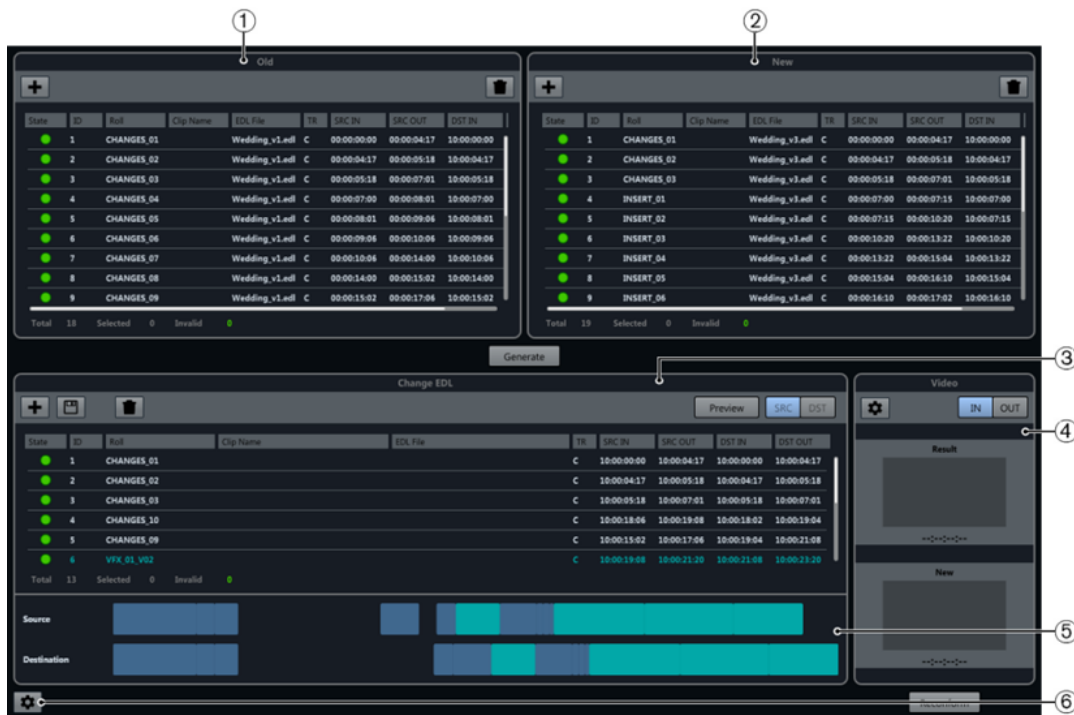 1 2
Old
State ID Roll Clip Name EDL File TR SRC IN SRC OUT DST IN
1 CHANGES_01 Wedding_v1.edl C 00:00:00:00 00:00:04:17 10:00:00:00
2 CHANGES_02 Wedding_v1.edl C 00:00:04:17 00:00:05:18 10:00:04:17
3 CHANGES_03 Wedding_v1.edl C 00:00:05:18 00:00:07:01 10:00:05:18
4 CHANGES_04 Wedding_v1.edl C 00:00:07:00 00:00:08:01 10:00:07:00
5 CHANGES_05 Wedding_v1.edl C 00:00:08:01 00:00:09:06 10:00:08:01
6 CHANGES_06 Wedding_v1.edl C 00:00:09:06 00:00:10:06 10:00:09:06
7 CHANGES_07 Wedding_v1.edl C 00:00:10:06 00:00:14:00 10:00:10:06
8 CHANGES_08 Wedding_v1.edl C 00:00:14:00 00:00:15:02 10:00:14:00
9 CHANGES_09 Wedding_v1.edl C 00:00:15:02 00:00:17:06 10:00:15:02
Total 13 Selected 0 Invalid 0
New
State ID Roll Clip Name EDL File TR SRC IN SRC OUT DST IN
1 CHANGES_01 Wedding_v3.edl C 00:00:00:00 00:00:04:17 10:00:00:00
2 CHANGES_02 Wedding_v3.edl C 00:00:04:17 00:00:05:18 10:00:04:17
3 CHANGES_03 Wedding_v3.edl C 00:00:05:18 00:00:07:01 10:00:05:18
4 INSERT_01 Wedding_v3.edl C 00:00:07:00 00:00:07:15 10:00:07:00
5 INSERT_02 Wedding_v3.edl C 00:00:07:15 00:00:10:20 10:00:07:15
6 INSERT_03 Wedding_v3.edl C 00:00:10:20 00:00:13:22 10:00:10:20
7 INSERT_04 Wedding_v3.edl C 00:00:13:22 00:00:15:04 10:00:13:22
8 INSERT_05 Wedding_v3.edl C 00:00:15:04 00:00:16:10 10:00:15:04
9 INSERT_06 Wedding_v3.edl C 00:00:16:10 00:00:17:02 10:00:16:10
Total 19 Selected 0 Invalid 0
Generate
3
Change EDL
Preview SRC DST
State ID Roll Clip Name EDL File TR SRC IN SRC OUT DST IN DST OUT
1 CHANGES_01 C 10:00:00:00 10:00:04:17 10:00:00:00 10:00:04:17
2 CHANGES_02 C 10:00:04:17 10:00:05:18 10:00:04:17 10:00:05:18
3 CHANGES_03 C 10:00:05:18 10:00:07:01 10:00:05:18 10:00:07:01
4 CHANGES_10 C 10:00:18:06 10:00:19:08 10:00:18:02 10:00:19:04
5 CHANGES_09 C 10:00:15:02 10:00:17:06 10:00:19:04 10:00:21:08
6 VFX_01_V02 C 10:00:19:08 10:00:21:20 10:00:21:08 10:00:23:20
Total 13 Selected 0 Invalid 0
Source
Destination
Video
IN OUT
4
Result
--:--:--:--
New
5
--:--:--:--
Reconform
6